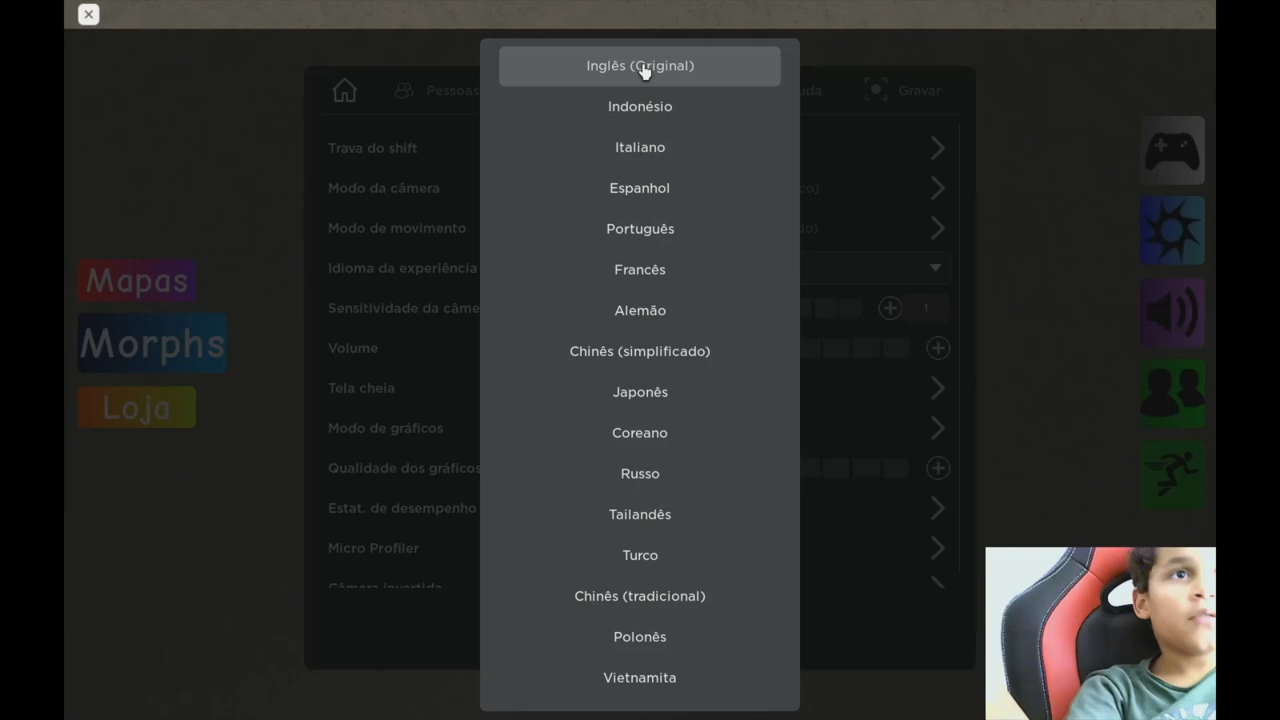 Inglês (Original)
Indonésio
Italiano
Espanhol
Português
Francês
Alemão
Chinês (simplificado)
Japonês
Coreano
Russo
Tailandês
Turco
Chinês (tradicional)
Polonês
Vietnamita
Pessoas
Gravar
Trava do shift
Modo da câmera
Modo de movimento
Idioma da experiência
Volume
1
Tela cheia
Modo de gráficos
Qualidade dos gráficos
Estat. de desempenho
Micro Profiler
Câmera invertida
Mapas
Morphs
Loja